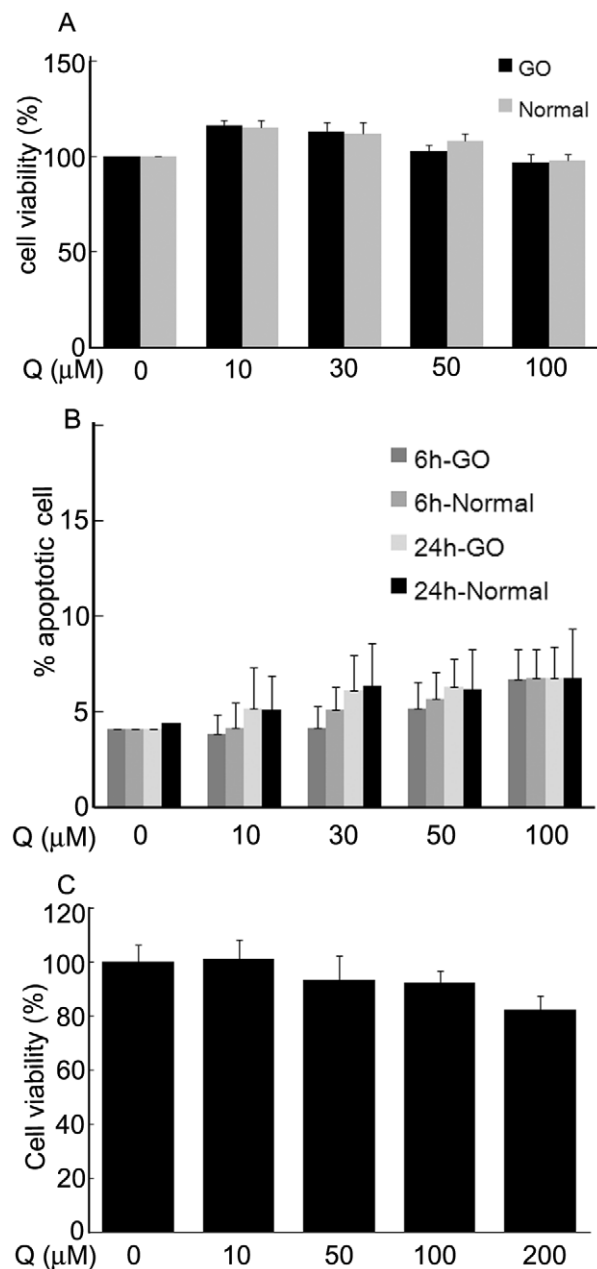 A
cell viability (%)
150
100
50
0
GO
Normal
Q (μM)
0 10 30 50 100
B
% apoptotic cell
15
10
5
0
6h-GO
6h-Normal
24h-GO
24h-Normal
Q (μM)
0 10 30 50 100
C
Cell viability (%)
120
100
80
60
40
20
0
Q (μM)
0 10 50 100 200